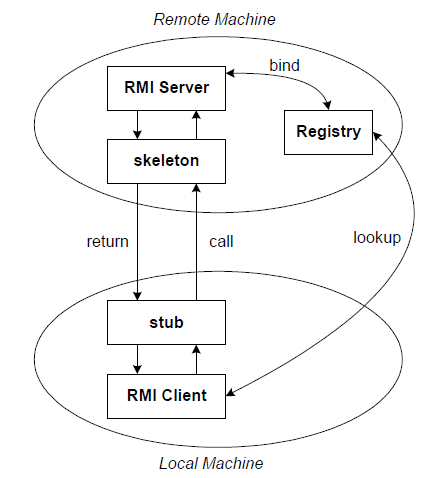 Remote Machine
bind
RMI Server
Registry
skeleton
return
call
lookup
stub
RMI Client
Local Machine